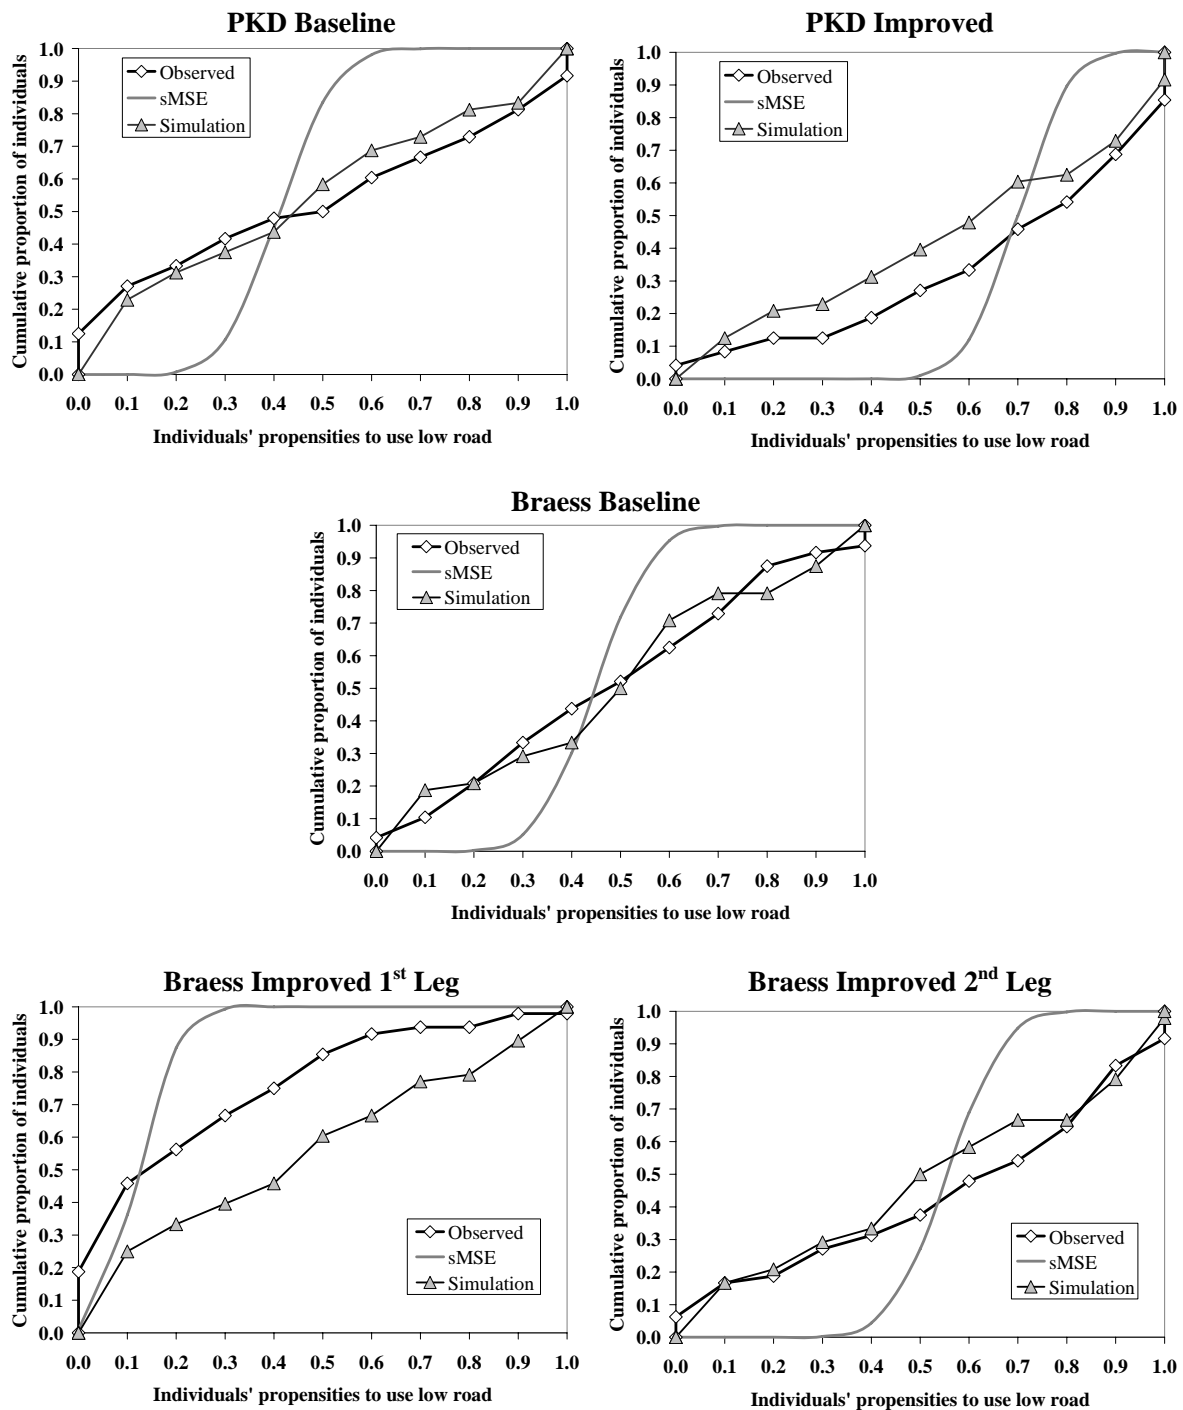 PKD Baseline
Cumulative proportion of individuals
1.0
0.9
0.8
0.7
0.6
0.5
0.4
0.3
0.2
0.1
0.0
Observed
sMSE
Simulation
0.0 0.1 0.2 0.3 0.4 0.5 0.6 0.7 0.8 0.9 1.0
Individuals' propensities to use low road
PKD Improved
Cumulative proportion of individuals
1.0
0.9
0.8
0.7
0.6
0.5
0.4
0.3
0.2
0.1
0.0
Observed
sMSE
Simulation
0.0 0.1 0.2 0.3 0.4 0.5 0.6 0.7 0.8 0.9 1.0
Individuals' propensities to use low road
Braess Baseline
Cumulative proportion of individuals
1.0
0.9
0.8
0.7
0.6
0.5
0.4
0.3
0.2
0.1
0.0
Observed
sMSE
Simulation
0.0 0.1 0.2 0.3 0.4 0.5 0.6 0.7 0.8 0.9 1.0
Individuals' propensities to use low road
Braess Improved 1st Leg
Cumulative proportion of individuals
1.0
0.9
0.8
0.7
0.6
0.5
0.4
0.3
0.2
0.1
0.0
Observed
sMSE
Simulation
0.0 0.1 0.2 0.3 0.4 0.5 0.6 0.7 0.8 0.9 1.0
Individuals' propensities to use low road
Braess Improved 2nd Leg
Cumulative proportion of individuals
1.0
0.9
0.8
0.7
0.6
0.5
0.4
0.3
0.2
0.1
0.0
Observed
sMSE
Simulation
0.0 0.1 0.2 0.3 0.4 0.5 0.6 0.7 0.8 0.9 1.0
Individuals' propensities to use low road